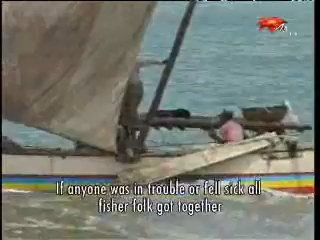 If anyone was in trouble or fell sick all
fisher folk got together